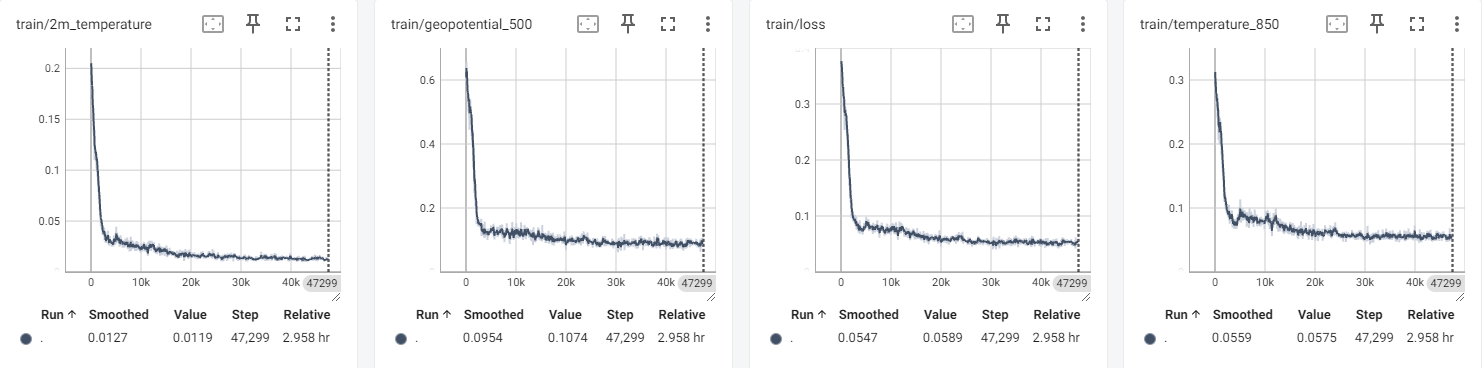 train/2m_temperature
0.2
0.15
0.1
0.05
0 10k 20k 30k 40k 47299
Run ↑ Smoothed Value Step Relative
. 0.0127 0.0119 47,299 2.958 hr
train/geopotential_500
0.6
0.4
0.2
0 10k 20k 30k 40k 47299
Run ↑ Smoothed Value Step Relative
. 0.0954 0.1074 47,299 2.958 hr
train/loss
0.3
0.2
0.1
0 10k 20k 30k 40k 47299
Run ↑ Smoothed Value Step Relative
. 0.0547 0.0589 47,299 2.958 hr
train/temperature_850
0.3
0.2
0.1
0 10k 20k 30k 40k 47299
Run ↑ Smoothed Value Step Relative
. 0.0559 0.0575 47,299 2.958 hr